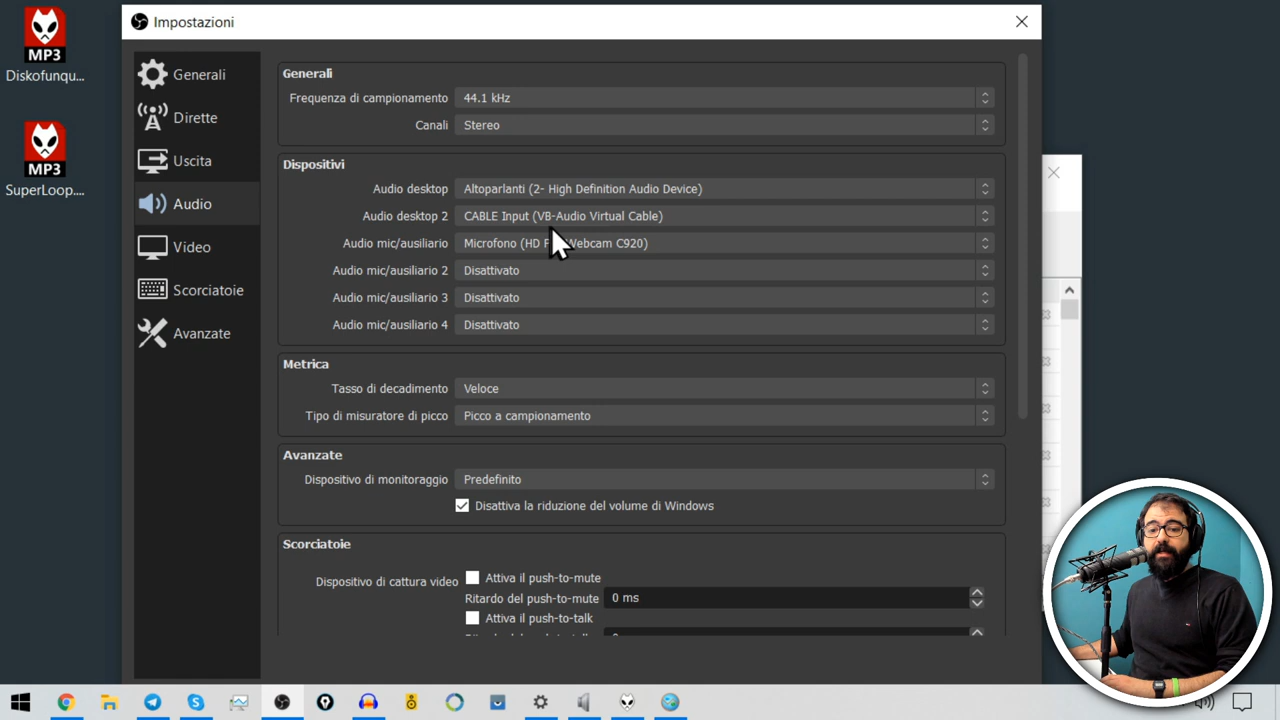 Impostazioni
MP3
Diskofunqu...
MP3
SuperLoop....
Generali
Dirette
Uscita
Audio
Video
Scorciatoie
Avanzate
Generali
Frequenza di campionamento 44.1 kHz
Canali Stereo
Dispositivi
Audio desktop Altoparlanti (2- High Definition Audio Device)
Audio desktop 2 CABLE Input (VB-Audio Virtual Cable)
Audio mic/ausiliario Microfono (HD Webcam C920)
Audio mic/ausiliario 2 Disattivato
Audio mic/ausiliario 3 Disattivato
Audio mic/ausiliario 4 Disattivato
Metrica
Tasso di decadimento Veloce
Tipo di misuratore di picco Picco a campionamento
Avanzate
Dispositivo di monitoraggio Predefinito
Disattiva la riduzione del volume di Windows
Scorciatoie
Dispositivo di cattura video Attiva il push-to-mute
Ritardo del push-to-mute 0 ms
Attiva il push-to-talk